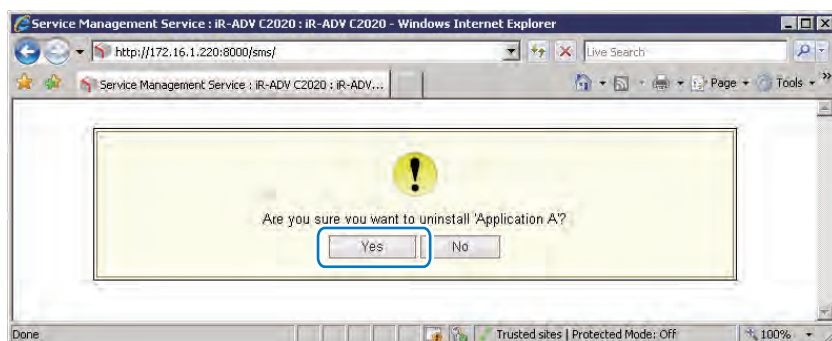 Service Management Service : iR-ADV C2020 : iR-ADV C2020 - Windows Internet Explorer
http://172.16.1.220:8000/sms/
Live Search
Service Management Service : iR-ADV C2020 : iR-ADV...
Page
Tools
Are you sure you want to uninstall 'Application A'?
Yes No
Done
Trusted sites | Protected Mode: Off
100%